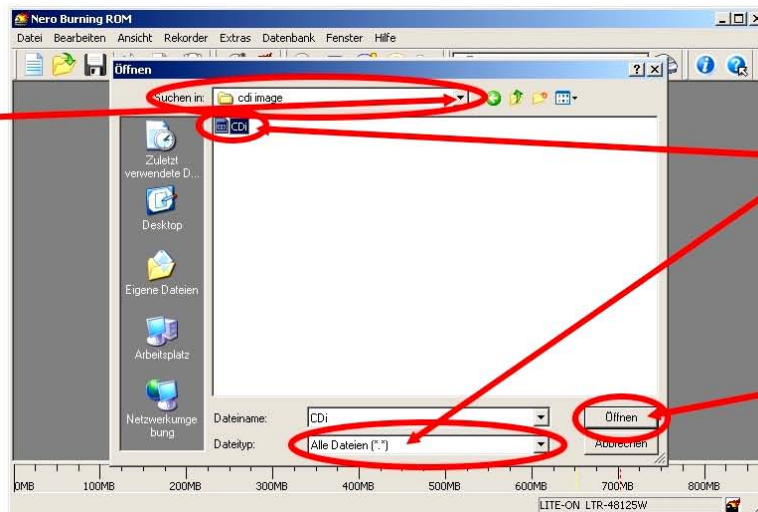 Nero Burning ROM
Datei Bearbeiten Ansicht Rekorder Extras Datenbank Fenster Hilfe
Öffnen
Suchen in: cdi image
CDi
Zuletzt
verwendete D...
Desktop
Eigene Dateien
Arbeitsplatz
Netzwerkumge
bung
Dateiname: CDi Öffnen
Dateityp: Alle Dateien (*.*) Abbrechen
0MB 100MB 200MB 300MB 400MB 500MB 600MB 700MB 800MB
LITE-ON LTR-48125W